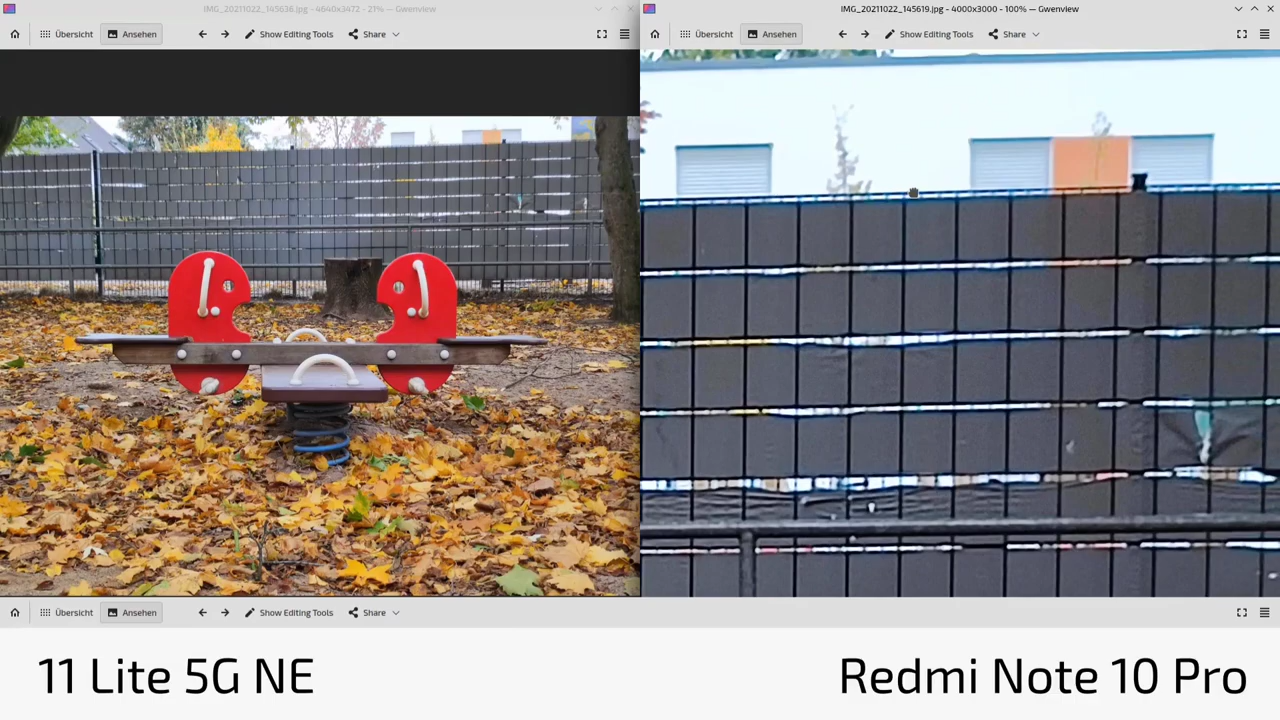 IMG_20211022_145636.jpg - 4640x3472 - 21% — Gwenview
Übersicht Ansehen Show Editing Tools Share
IMG_20211022_145619.jpg - 4000x3000 - 100% — Gwenview
Übersicht Ansehen Show Editing Tools Share
Übersicht Ansehen Show Editing Tools Share
11 Lite 5G NE
Redmi Note 10 Pro